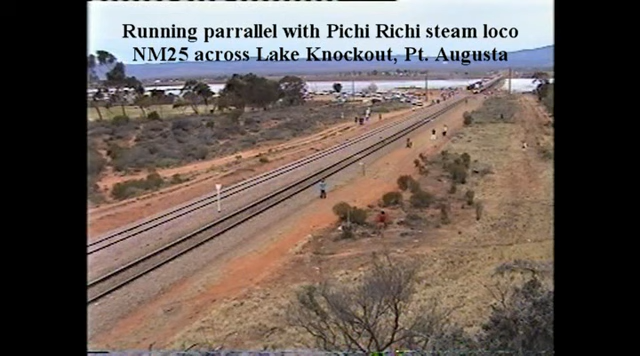 Running parrallel with Pichi Richi steam loco
NM25 across Lake Knockout, Pt. Augusta